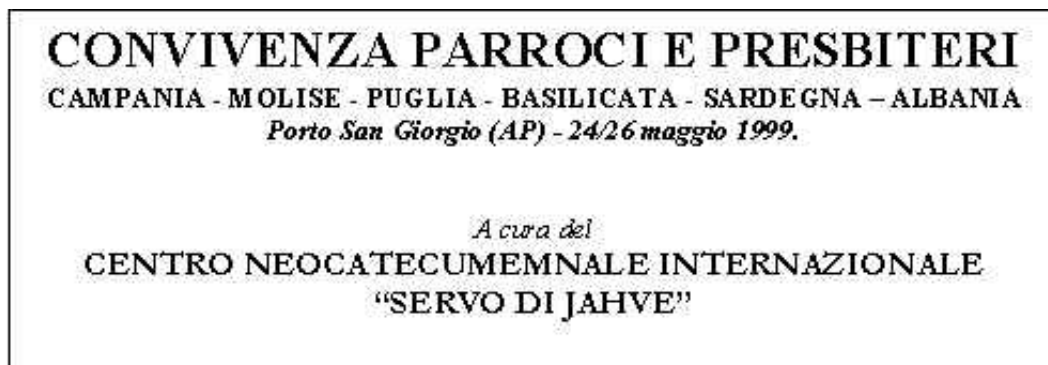 CONVIVENZA PARROCI E PRESBITERI
CAMPANIA - MOLISE - PUGLIA - BASILICATA - SARDEGNA – ALBANIA
Porto San Giorgio (AP) - 24/26 maggio 1999.
A cura del
CENTRO NEOCATECUMEMNALE INTERNAZIONALE
“SERVO DI JAHVE”